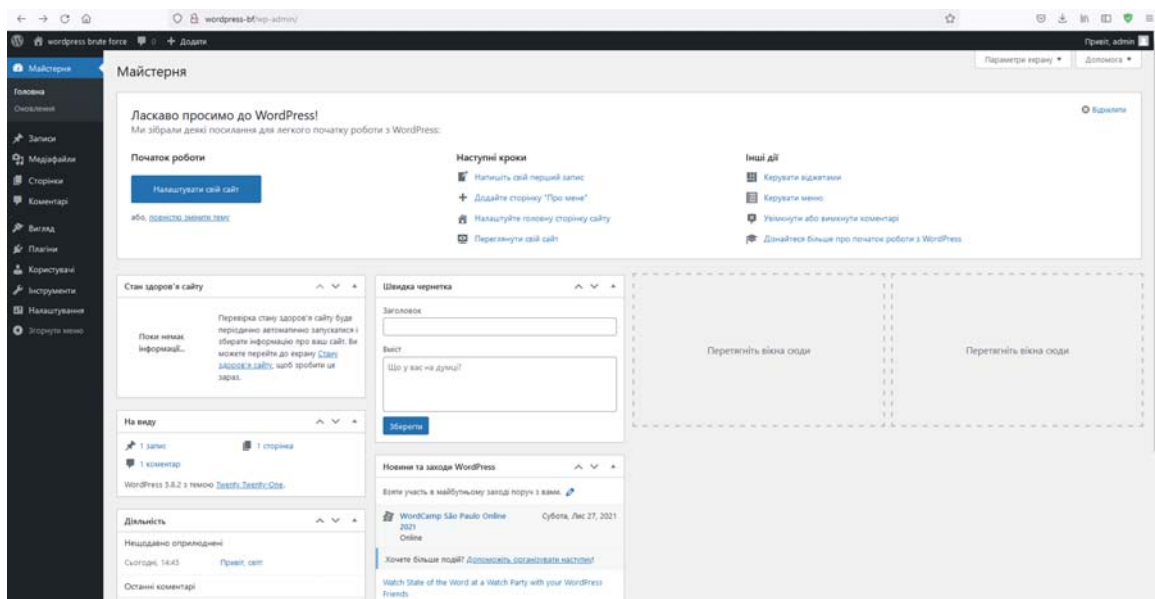 wordpress-bf/wp-admin/
wordpress brute force 0 + Додати Привіт, admin
Параметри екрану Допомога
Майстерня
Головна
Оновлення
Записи
Медіафайли
Сторінки
Коментарі
Вигляд
Плагіни
Користувачі
Інструменти
Налаштування
Згорнути меню
Майстерня
Ласкаво просимо до WordPress!
Ми зібрали деякі посилання для легкого початку роботи з WordPress:
Відхилити
Початок роботи
Налаштувати свій сайт
або, повністю змінити тему
Наступні кроки
Напишіть свій перший запис
Додайте сторінку "Про мене"
Налаштуйте головну сторінку сайту
Переглянути свій сайт
Інші дії
Керувати віджетами
Керувати меню
Увімкнути або вимкнути коментарі
Дізнайтеся більше про початок роботи з WordPress
Стан здоров'я сайту
Поки немає
інформації...
Перевірка стану здоров'я сайту буде
періодично автоматично запускатися і
збирати інформацію про ваш сайт. Ви
можете перейти до екрану Стану
здоров'я сайту, щоб зробити це
зараз.
На виду
1 запис 1 сторінка
1 коментар
WordPress 5.8.2 з темою Twenty Twenty-One.
Діяльність
Нещодавно оприлюднені
Сьогодні, 14:45 Привіт, світ!
Останні коментарі
Швидка чернетка
Заголовок
Вміст
Що у вас на думці?
Зберегти
Новини та заходи WordPress
Взяти участь в майбутньому заході поруч з вами.
WordCamp São Paulo Online Субота, Лис 27, 2021
2021
Online
Хочете більше подій? Допоможіть організувати наступну!
Watch State of the Word at a Watch Party with your WordPress
Friends
Перетягніть вікна сюди
Перетягніть вікна сюди